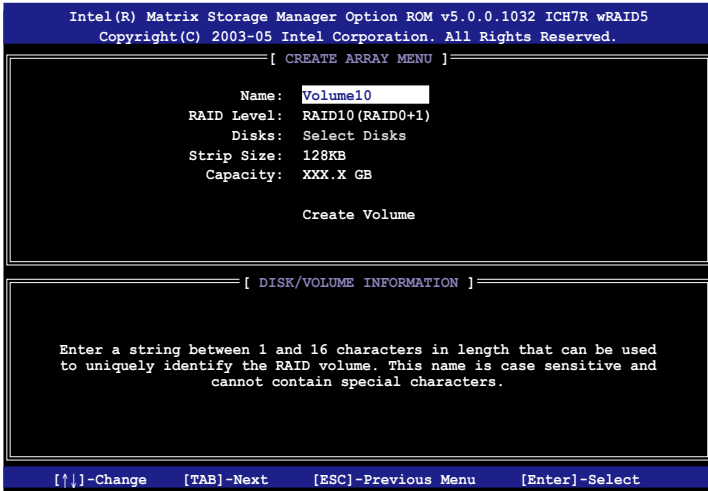 Intel(R) Matrix Storage Manager Option ROM v5.0.0.1032 ICH7R wRAID5
Copyright(C) 2003-05 Intel Corporation. All Rights Reserved.
[ CREATE ARRAY MENU ]
Name: Volume10
RAID Level: RAID10(RAID0+1)
Disks: Select Disks
Strip Size: 128KB
Capacity: XXX.X GB
Create Volume
[ DISK/VOLUME INFORMATION ]
Enter a string between 1 and 16 characters in length that can be used
to uniquely identify the RAID volume. This name is case sensitive and
cannot contain special characters.
[↑↓]-Change [TAB]-Next [ESC]-Previous Menu [Enter]-Select